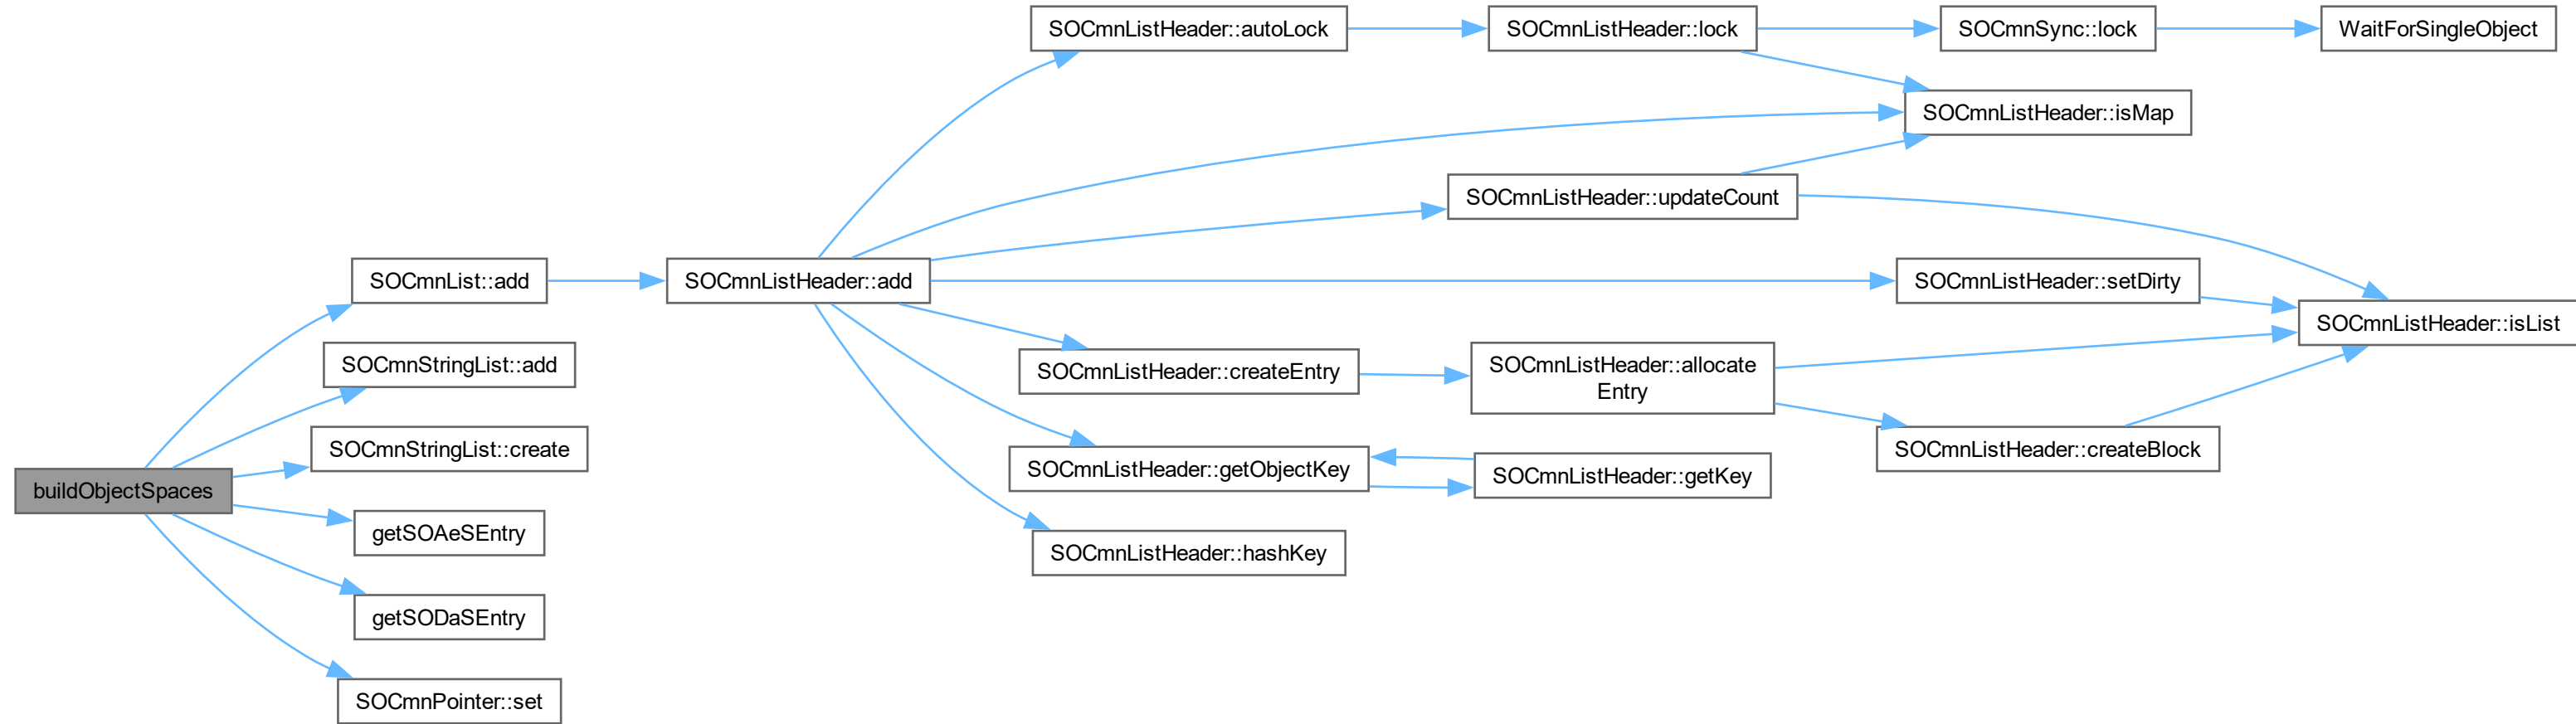 SOCmnListHeader::autoLock
SOCmnListHeader::lock
SOCmnSync::lock
WaitForSingleObject
SOCmnListHeader::isMap
SOCmnListHeader::updateCount
SOCmnList::add
SOCmnListHeader::add
SOCmnListHeader::setDirty
SOCmnListHeader::isList
SOCmnStringList::add
SOCmnListHeader::createEntry
SOCmnListHeader::allocate
Entry
SOCmnStringList::create
SOCmnListHeader::createBlock
SOCmnListHeader::getObjectKey
SOCmnListHeader::getKey
buildObjectSpaces
getSOAeSEntry
SOCmnListHeader::hashKey
getSODaSEntry
SOCmnPointer::set